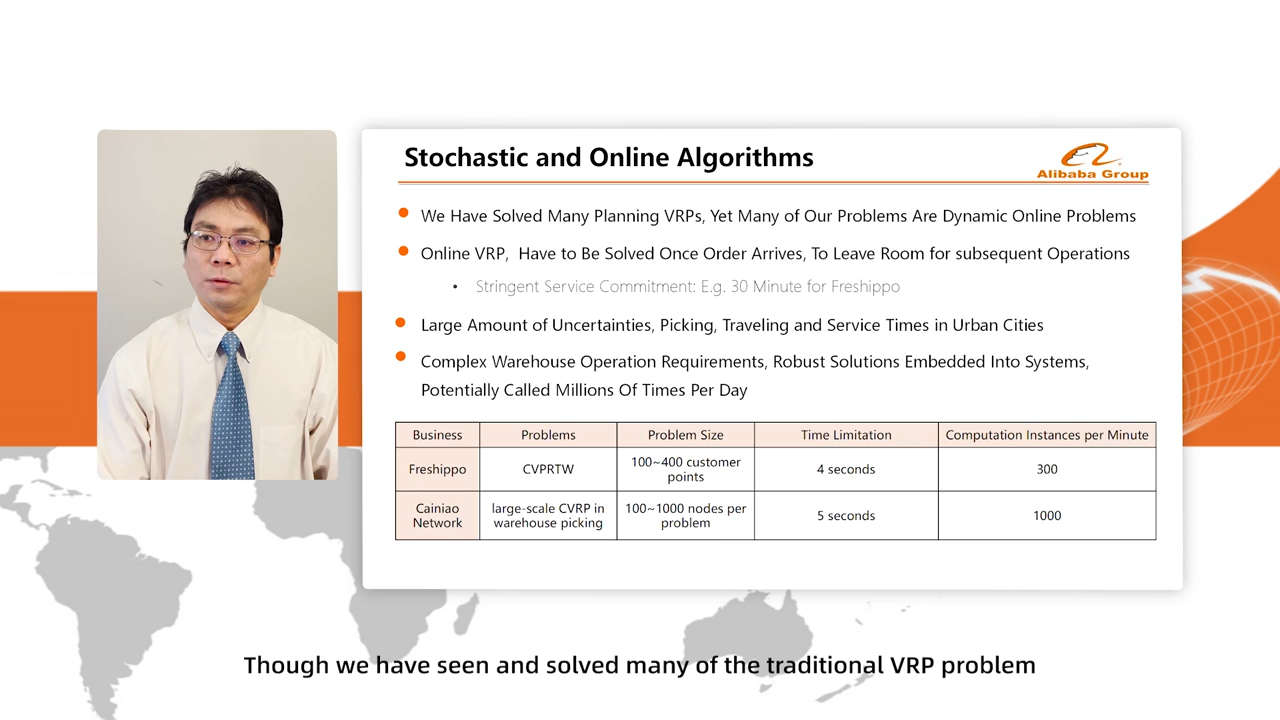 Stochastic and Online Algorithms
Alibaba Group
We Have Solved Many Planning VRPs, Yet Many of Our Problems Are Dynamic Online Problems
Online VRP, Have to Be Solved Once Order Arrives, To Leave Room for subsequent Operations
• Stringent Service Commitment: E.g. 30 Minute for Freshippo
Large Amount of Uncertainties, Picking, Traveling and Service Times in Urban Cities
Complex Warehouse Operation Requirements, Robust Solutions Embedded Into Systems,
Potentially Called Millions Of Times Per Day
Business Problems Problem Size Time Limitation Computation Instances per Minute
Freshippo CVPRTW 100~400 customer points 4 seconds 300
Cainiao Network large-scale CVRP in warehouse picking 100~1000 nodes per problem 5 seconds 1000
Though we have seen and solved many of the traditional VRP problem